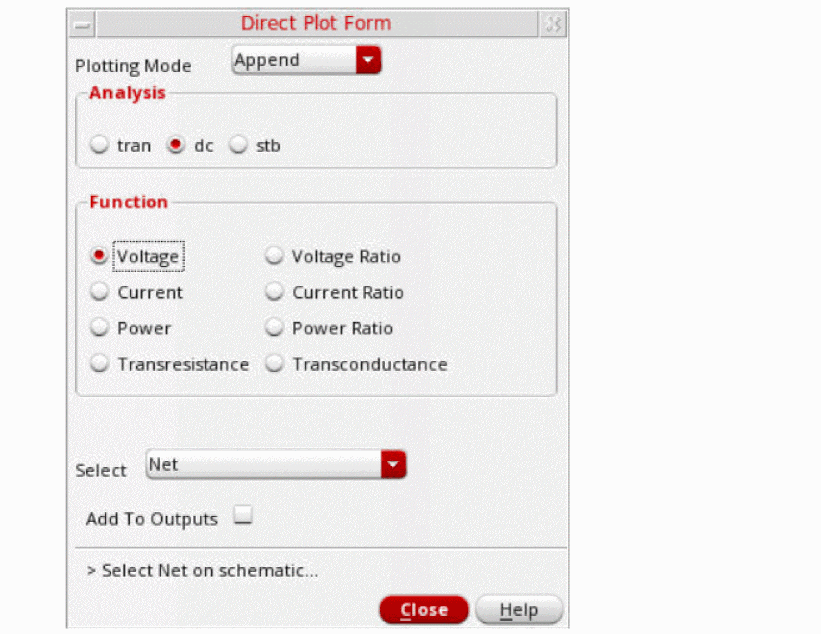 Direct Plot Form
Plotting Mode Append
Analysis
tran dc stb
Function
Voltage Voltage Ratio
Current Current Ratio
Power Power Ratio
Transresistance Transconductance
Select Net
Add To Outputs
> Select Net on schematic...
Close Help